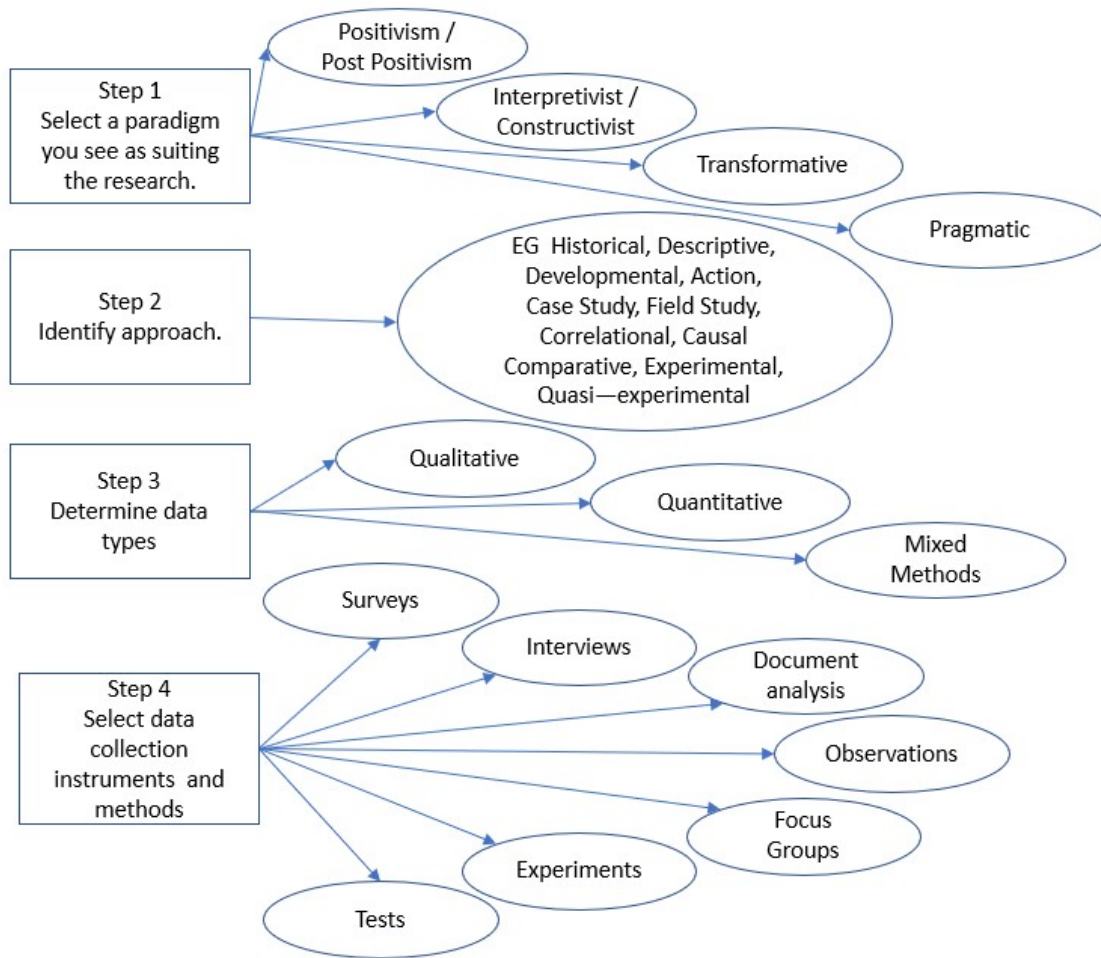 Positivism /
Post Positivism
Step 1
Select a paradigm
you see as suiting
the research.
Interpretivist /
Constructivist
Transformative
Pragmatic
Step 2
Identify approach.
EG  Historical, Descriptive,
Developmental, Action,
Case Study, Field Study,
Correlational, Causal
Comparative, Experimental,
Quasi—experimental
Step 3
Determine data
types
Qualitative
Quantitative
Mixed
Methods
Step 4
Select data
collection
instruments  and
methods
Surveys
Interviews
Document
analysis
Observations
Focus
Groups
Experiments
Tests